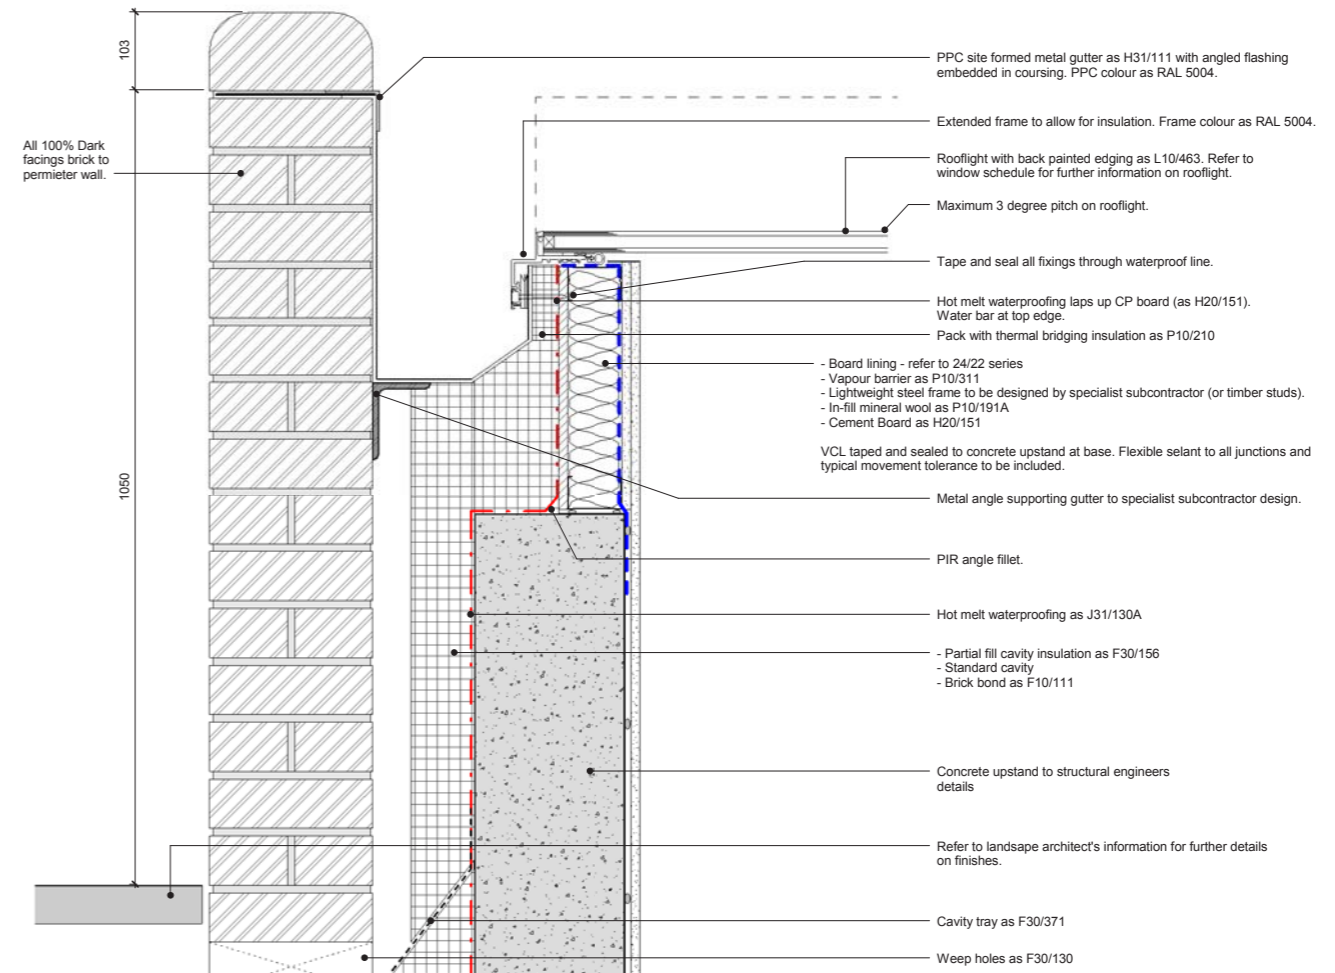 103
1050
All 100% Dark
facings brick to
permieter wall.
PPC site formed metal gutter as H31/111 with angled flashing
embedded in coursing. PPC colour as RAL 5004.
Extended frame to allow for insulation. Frame colour as RAL 5004.
Rooflight with back painted edging as L10/463. Refer to
window schedule for further information on rooflight.
Maximum 3 degree pitch on rooflight.
Tape and seal all fixings through waterproof line.
Hot melt waterproofing laps up CP board (as H20/151).
Water bar at top edge.
Pack with thermal bridging insulation as P10/210
- Board lining - refer to 24/22 series
- Vapour barrier as P10/311
- Lightweight steel frame to be designed by specialist subcontractor (or timber studs).
- In-fill mineral wool as P10/191A
- Cement Board as H20/151
VCL taped and sealed to concrete upstand at base. Flexible selant to all junctions and
typical movement tolerance to be included.
Metal angle supporting gutter to specialist subcontractor design.
PIR angle fillet.
Hot melt waterproofing as J31/130A
- Partial fill cavity insulation as F30/156
- Standard cavity
- Brick bond as F10/111
Concrete upstand to structural engineers
details
Refer to landsape architect's information for further details
on finishes.
Cavity tray as F30/371
Weep holes as F30/130